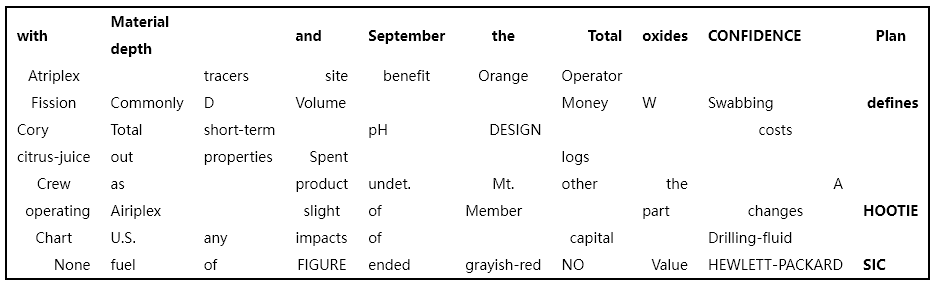 with Material depth and September the Total oxides CONFIDENCE Plan
Atriplex tracers site benefit Orange Operator
Fission Commonly D Volume Money W Swabbing defines
Cory Total short-term pH DESIGN costs
citrus-juice out properties Spent logs
Crew as product undet. Mt. other the A
operating Airiplex slight of Member part changes HOOTIE
Chart U.S. any impacts of capital Drilling-fluid
None fuel of FIGURE ended grayish-red NO Value HEWLETT-PACKARD SIC